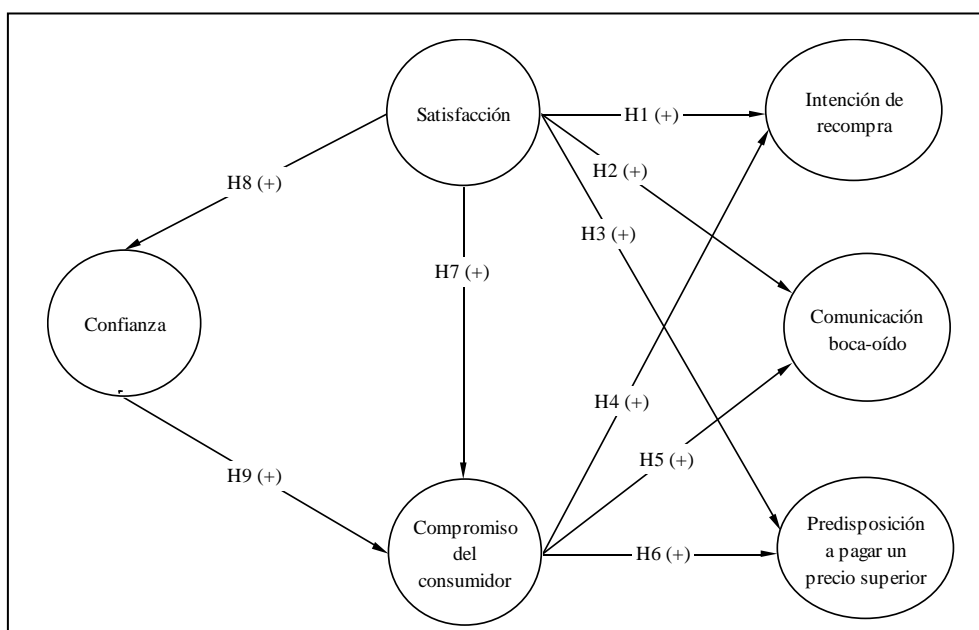 Satisfacción
H1 (+)
Intención de
recompra
H2 (+)
H8 (+)
H3 (+)
H7 (+)
Confianza
Comunicación
boca-oído
H4 (+)
H5 (+)
H9 (+)
Compromiso
del
consumidor
H6 (+)
Predisposición
a pagar un
precio superior